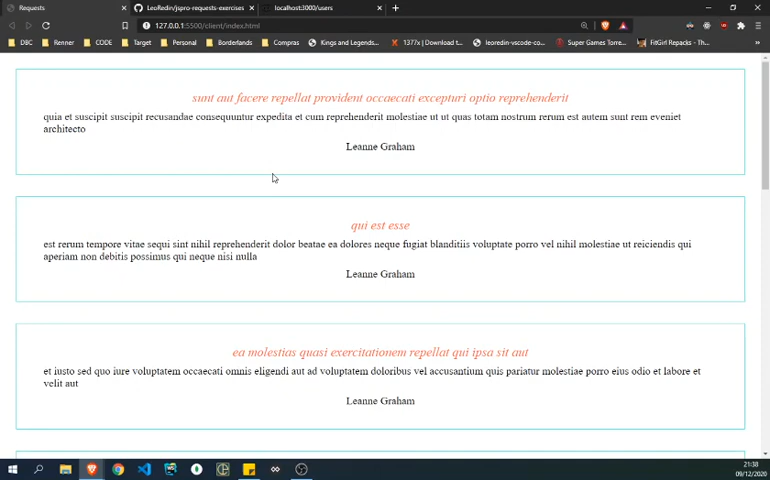 Requests
LeoRedin/jspro-requests-exercises
localhost:3000/users
127.0.0.1:5500/client/index.html
DBC
Renner
CODE
Target
Personal
Borderlands
Compras
Kings and Legends...
1377x | Download t...
leoredin-vscode-co...
Super Games Torre...
FitGirl Repacks - Th...
sunt aut facere repellat provident occaecati excepturi optio reprehenderit
quia et suscipit suscipit recusandae consequuntur expedita et cum reprehenderit molestiae ut ut quas totam nostrum rerum est autem sunt rem eveniet
architecto
Leanne Graham
qui est esse
est rerum tempore vitae sequi sint nihil reprehenderit dolor beatae ea dolores neque fugiat blanditiis voluptate porro vel nihil molestiae ut reiciendis qui
aperiam non debitis possimus qui neque nisi nulla
Leanne Graham
ea molestias quasi exercitationem repellat qui ipsa sit aut
et iusto sed quo iure voluptatem occaecati omnis eligendi aut ad voluptatem doloribus vel accusantium quis pariatur molestiae porro eius odio et labore et
velit aut
Leanne Graham
21:38
09/12/2020